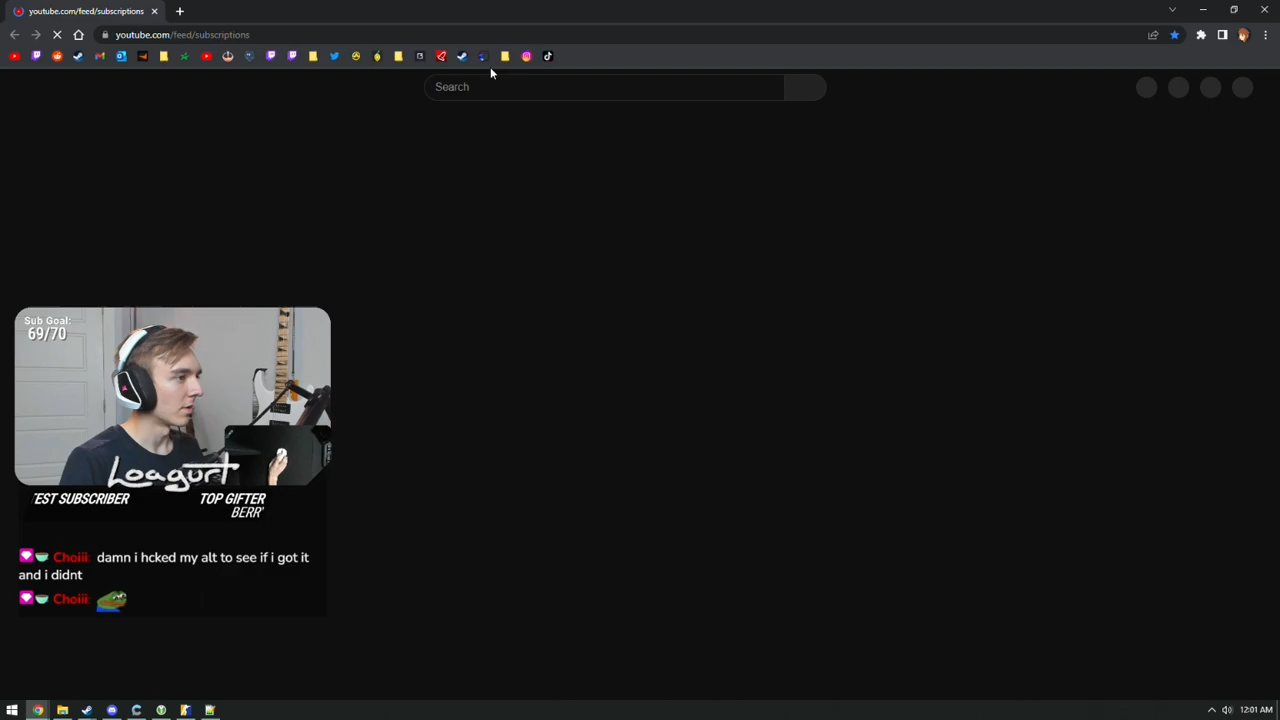 youtube.com/feed/subscriptions
youtube.com/feed/subscriptions
Search
Sub Goal:
69/70
Loagurt
TEST SUBSCRIBER
TOP GIFTER
BERR
Choiii: damn i hcked my alt to see if i got it
and i didnt
Choiii:
12:01 AM